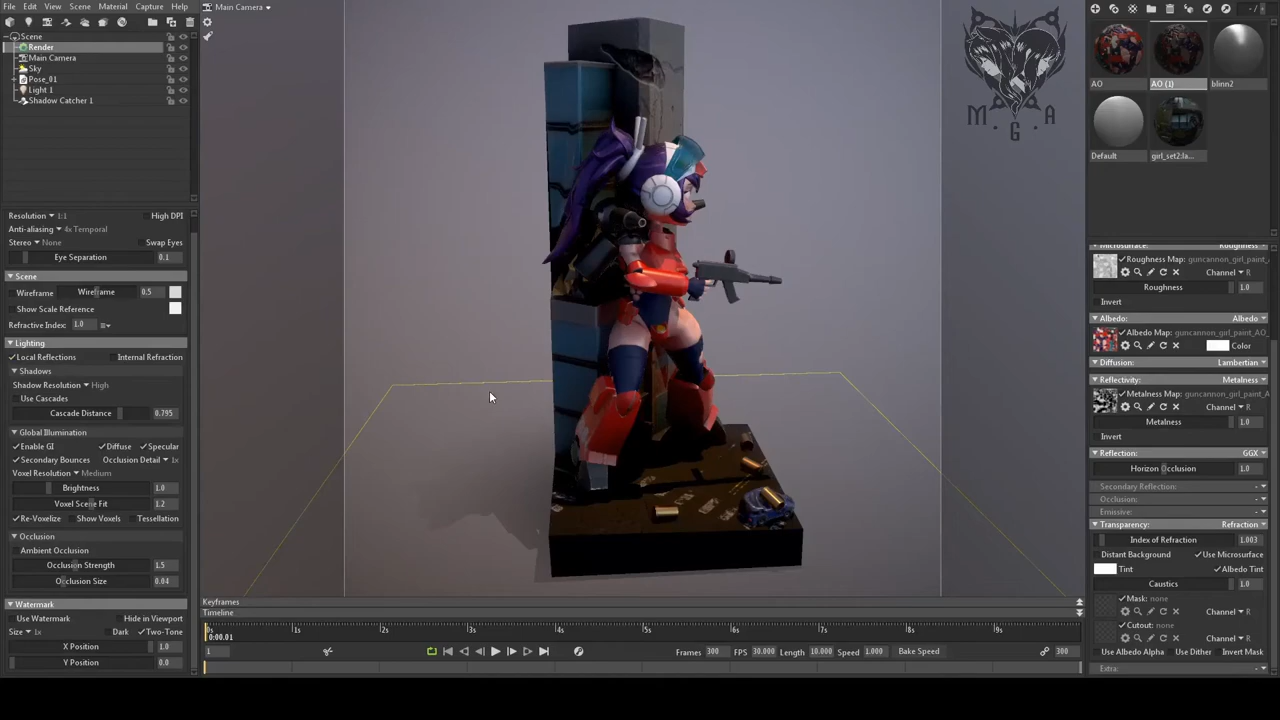 File Edit View Scene Material Capture Help
Main Camera
Scene
Render
Main Camera
Sky
Pose_01
Light 1
Shadow Catcher 1
Resolution 1:1 High DPI
Anti-aliasing 4x Temporal
Stereo None Swap Eyes
Eye Separation 0.1
Scene
Wireframe Wireframe 0.5
Show Scale Reference
Refractive Index: 1.0
Lighting
Local Reflections Internal Refraction
Shadows
Shadow Resolution High
Use Cascades
Cascade Distance 0.795
Global Illumination
Enable GI Diffuse Specular
Secondary Bounces Occlusion Detail 1x
Voxel Resolution Medium
Brightness 1.0
Voxel Scene Fit 1.2
Re-Voxelize Show Voxels Tessellation
Occlusion
Ambient Occlusion
Occlusion Strength 1.5
Occlusion Size 0.04
Watermark
Use Watermark Hide in Viewport
Size 1x Dark Two-Tone
X Position 1.0
Y Position 0.0
M G A
Keyframes
Timeline
0s 1s 2s 3s 4s 5s 6s 7s 8s 9s
0:00.01
1 Frames 300 FPS 30.000 Length 10.000 Speed 1.000 Bake Speed 300
AO AO (1) blinn2
Default girl_set2:la...
Microsurface: Roughness
Roughness Map: guncannon_girl_paint_
Channel R
Roughness 1.0
Invert
Albedo: Albedo
Albedo Map: guncannon_girl_paint_AO
Color
Diffusion: Lambertian
Reflectivity: Metalness
Metalness Map: guncannon_girl_paint_A
Channel R
Metalness 1.0
Invert
Reflection: GGX
Horizon Occlusion 1.0
Secondary Reflection: -
Occlusion: -
Emissive: -
Transparency: Refraction
Index of Refraction 1.003
Distant Background Use Microsurface
Tint Albedo Tint
Caustics 1.0
Mask: none
Channel R
Cutout: none
Channel R
Use Albedo Alpha Use Dither Invert Mask
Extra: -